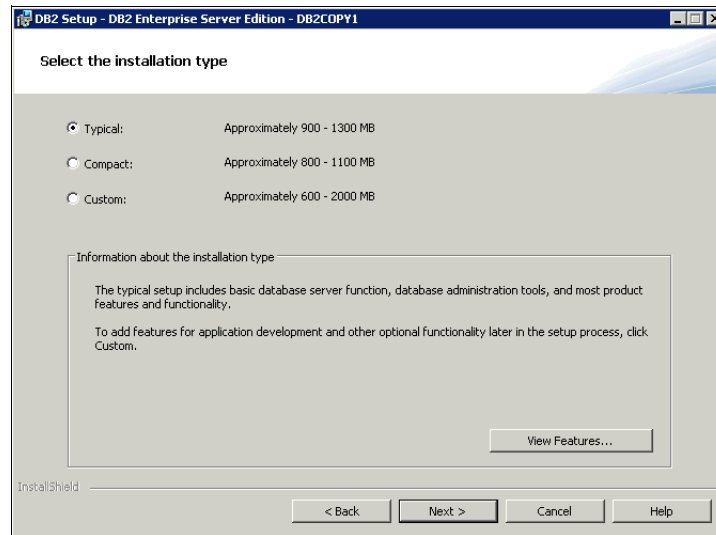 DB2 Setup - DB2 Enterprise Server Edition - DB2COPY1
Select the installation type
Typical: Approximately 900 - 1300 MB
Compact: Approximately 800 - 1100 MB
Custom: Approximately 600 - 2000 MB
Information about the installation type
The typical setup includes basic database server function, database administration tools, and most product
features and functionality.
To add features for application development and other optional functionality later in the setup process, click
Custom.
View Features...
InstallShield
< Back Next > Cancel Help